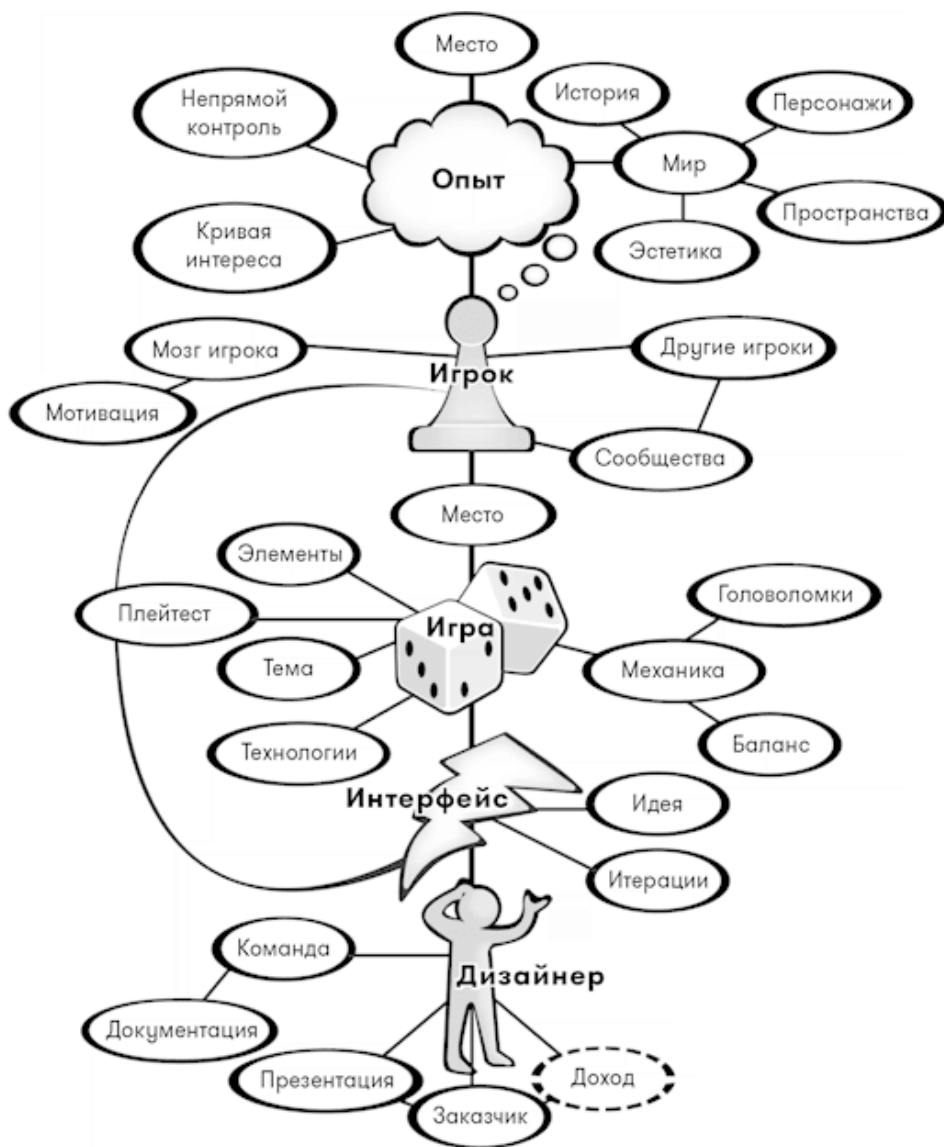 Место
История
Персонажи
Непрямой
контроль
Мир
Опыт
Пространства
Кривая
интереса
Эстетика
Мозг игрока
Другие игроки
Игрок
Мотивация
Сообщества
Место
Элементы
Головоломки
Плейтест
Игра
Тема
Механика
Технологии
Баланс
Интерфейс
Идея
Итерации
Команда
Дизайнер
Документация
Презентация
Доход
Заказчик